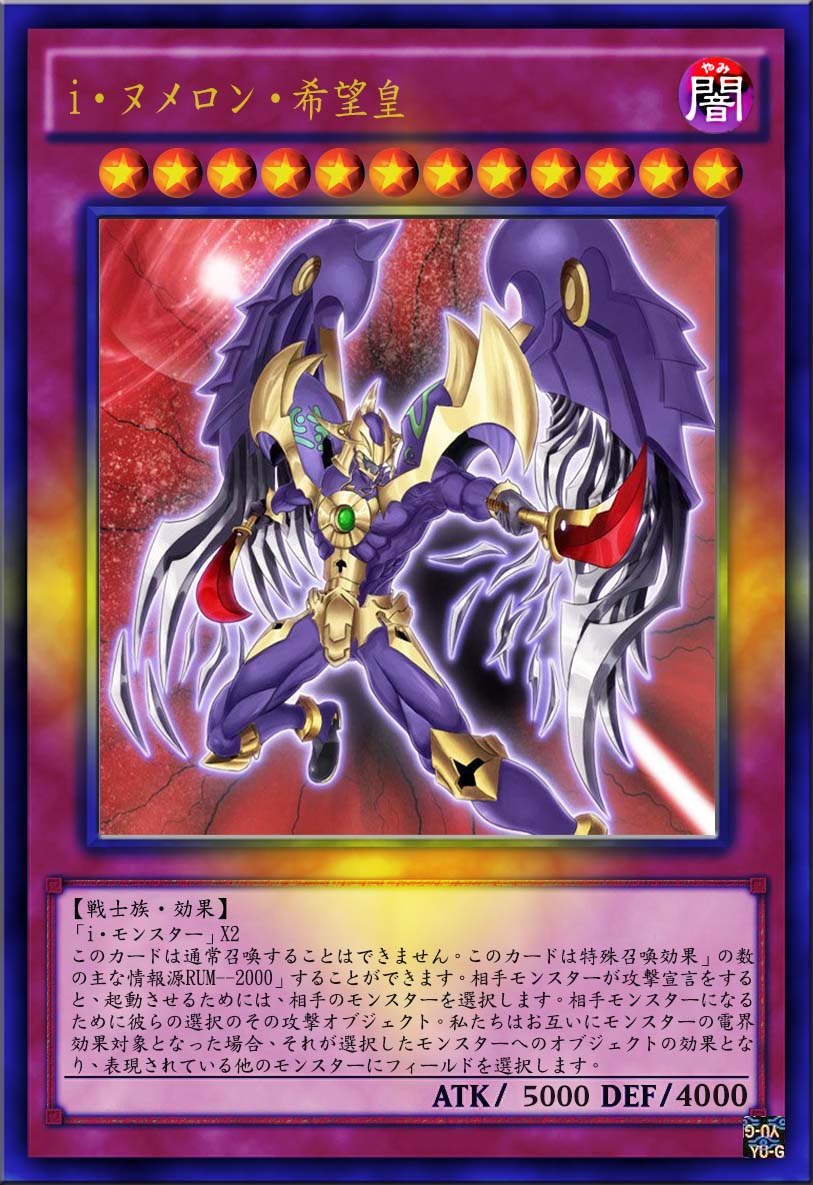 i・ヌメロン・希望皇
やみ
闇
【戦士族・効果】
「i・モンスター」X2
このカードは通常召喚することはできません。このカードは特殊召喚効果」の数
の主な情報源RUM--2000」することができます。相手モンスターが攻撃宣言をする
と、起動させるためには、相手のモンスターを選択します。相手モンスターになる
ために彼らの選択のその攻撃オブジェクト。私たちはお互いにモンスターの電界
効果対象となった場合、それが選択したモンスターへのオブジェクトの効果とな
り、表現されている他のモンスターにフィールドを選択します。
ATK/ 5000 DEF/4000
YU-G
YU-G